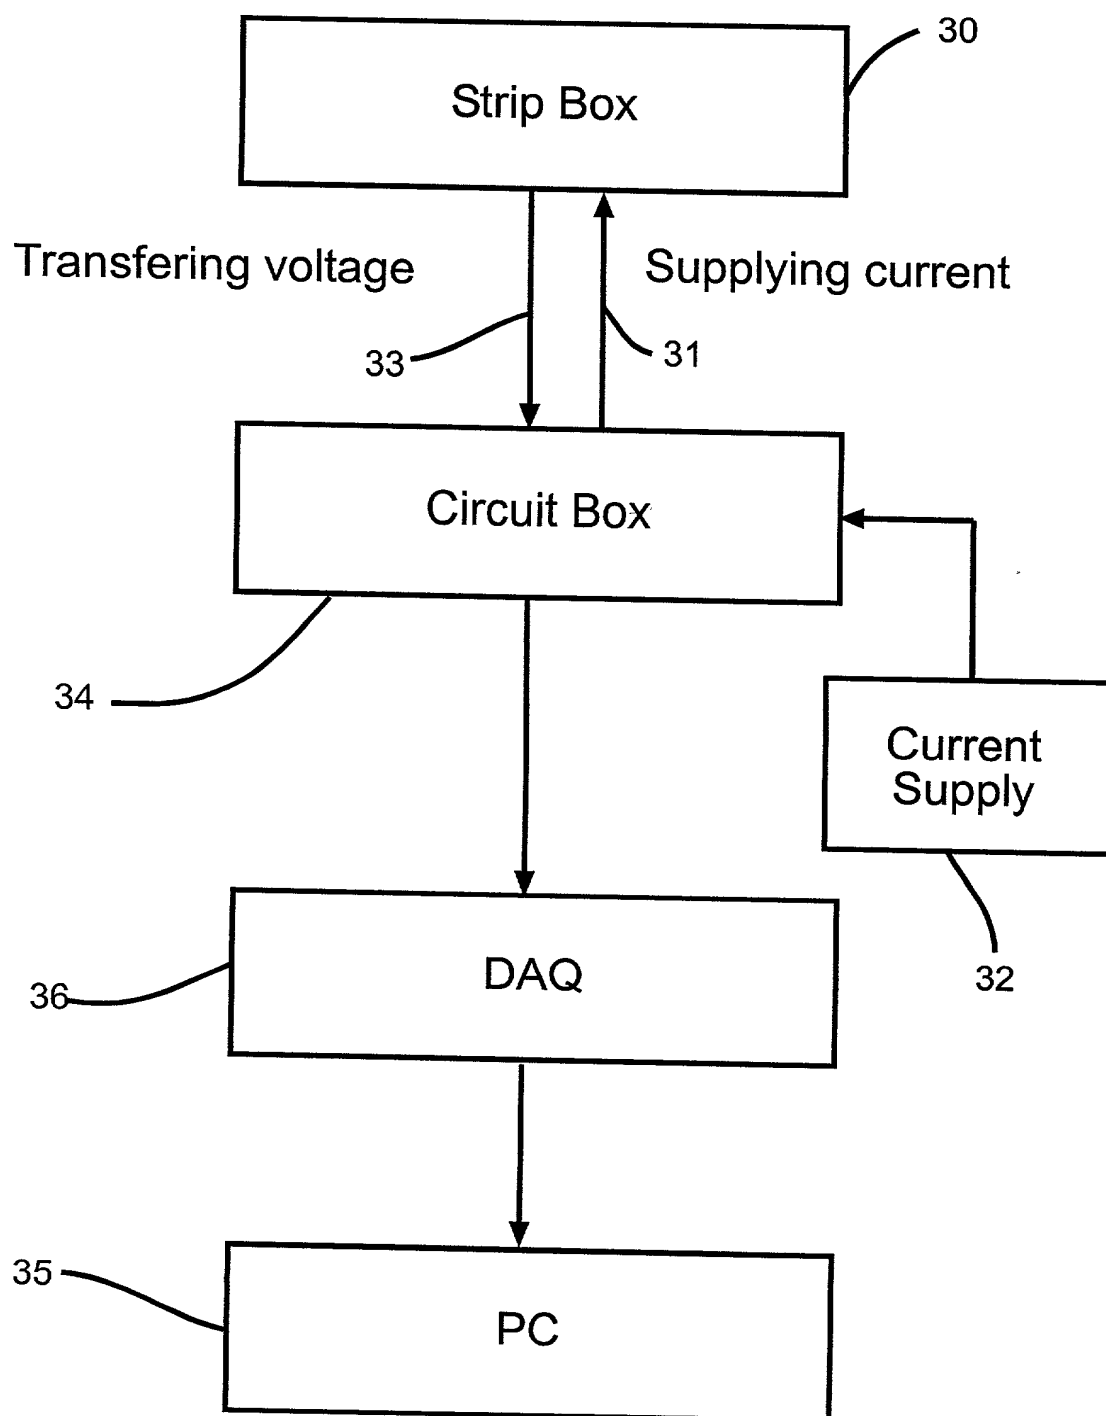 30
Strip Box
Transfering voltage
Supplying current
33
31
Circuit Box
34
Current
Supply
DAQ
36
32
35
PC